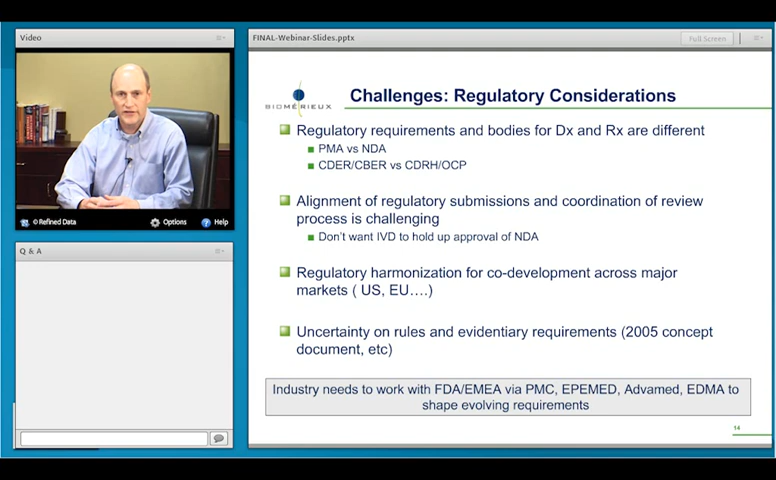 Video
© Refined Data
Options
Help
Q & A
FINAL-Webinar-Slides.pptx
Full Screen
BIOMÉRIEUX
Challenges: Regulatory Considerations
Regulatory requirements and bodies for Dx and Rx are different
PMA vs NDA
CDER/CBER vs CDRH/OCP
Alignment of regulatory submissions and coordination of review
process is challenging
Don't want IVD to hold up approval of NDA
Regulatory harmonization for co-development across major
markets ( US, EU….)
Uncertainty on rules and evidentiary requirements (2005 concept
document, etc)
Industry needs to work with FDA/EMEA via PMC, EPEMED, Advamed, EDMA to
shape evolving requirements
14